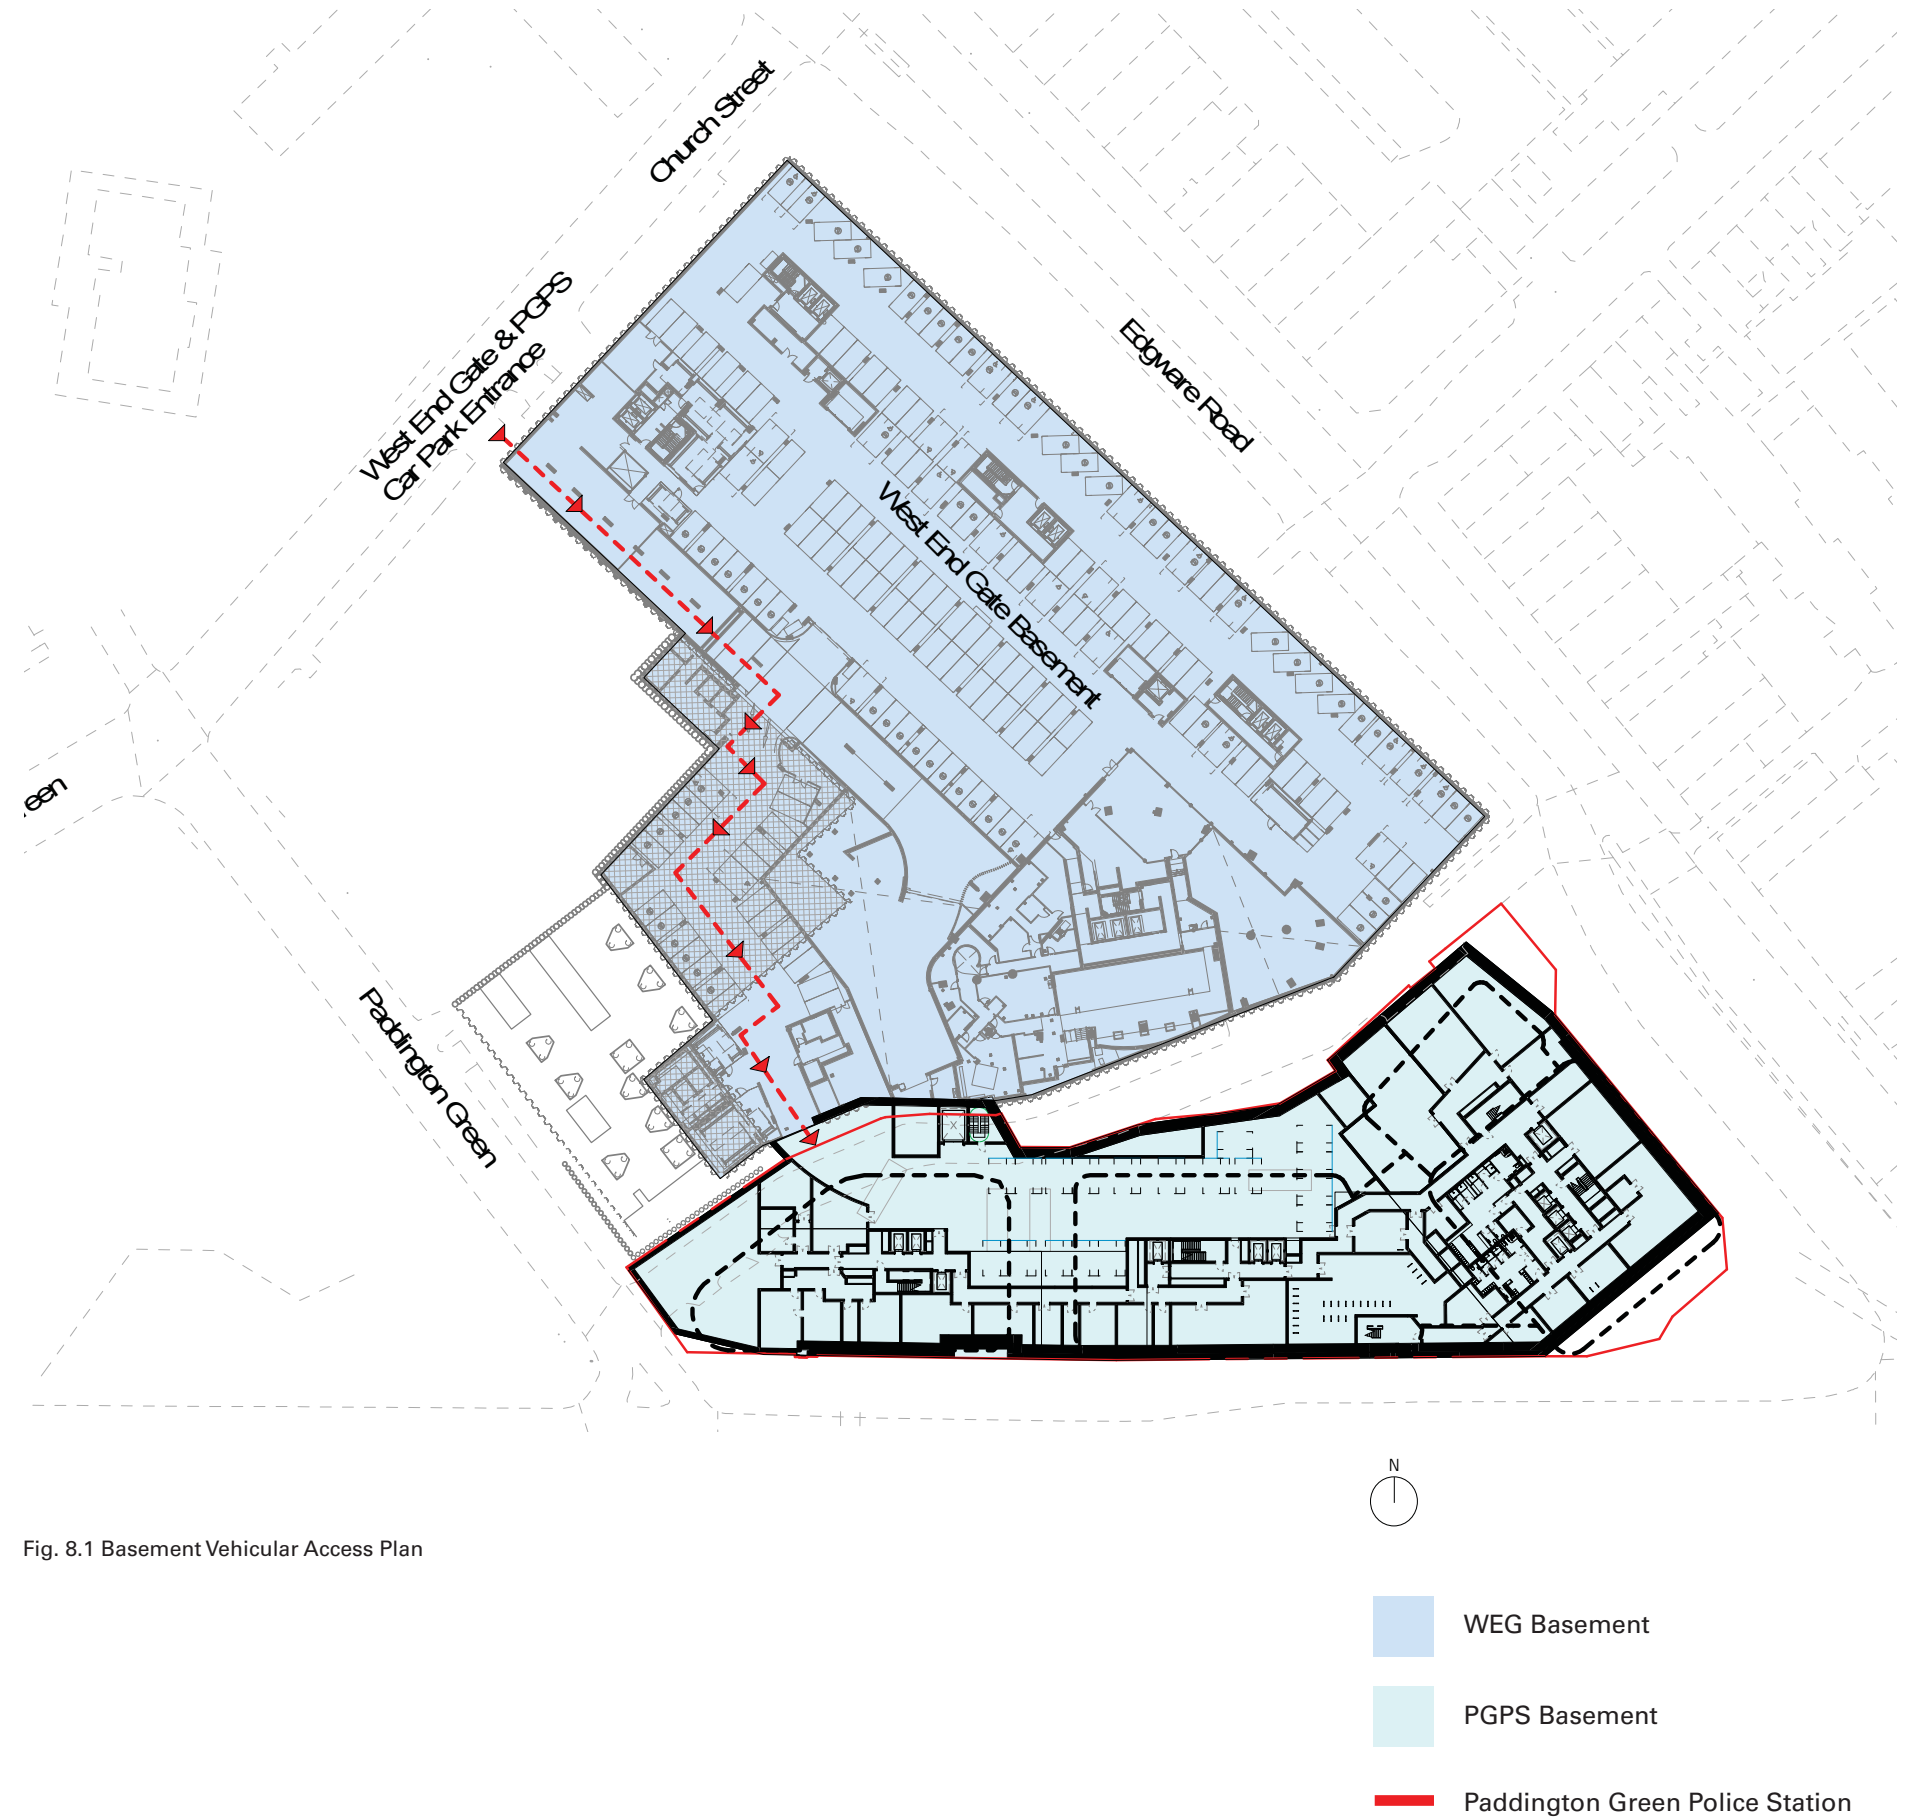 Church Street
West End Gate & PGPS
Car Park Entrance
Edgware Road
West End Gate Basement
een
Paddington Green
N
Fig. 8.1 Basement Vehicular Access Plan
WEG Basement
PGPS Basement
Paddington Green Police Station